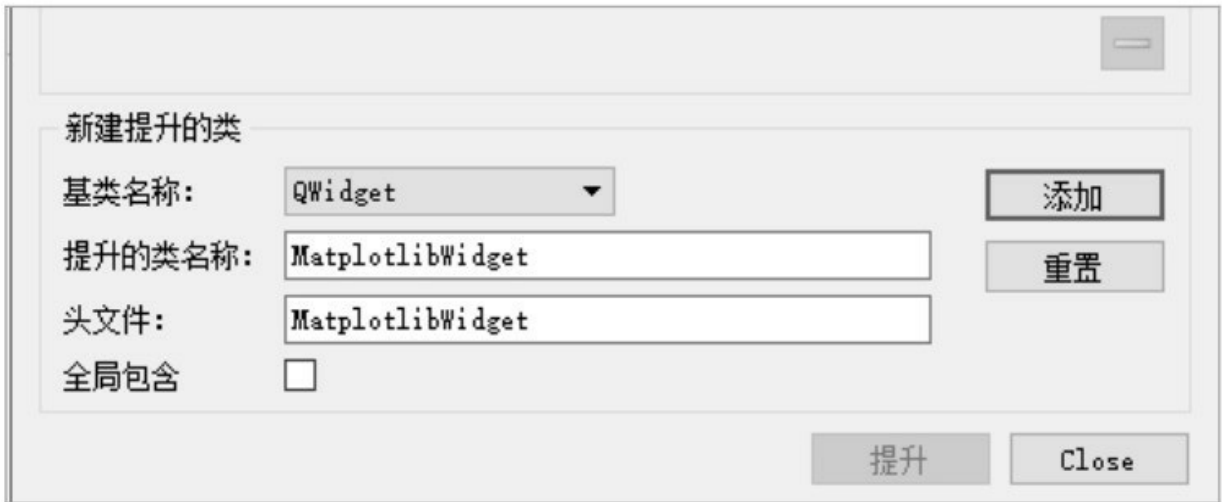 新建提升的类
基类名称: QWidget 添加
提升的类名称: MatplotlibWidget 重置
头文件: MatplotlibWidget
全局包含
提升 Close